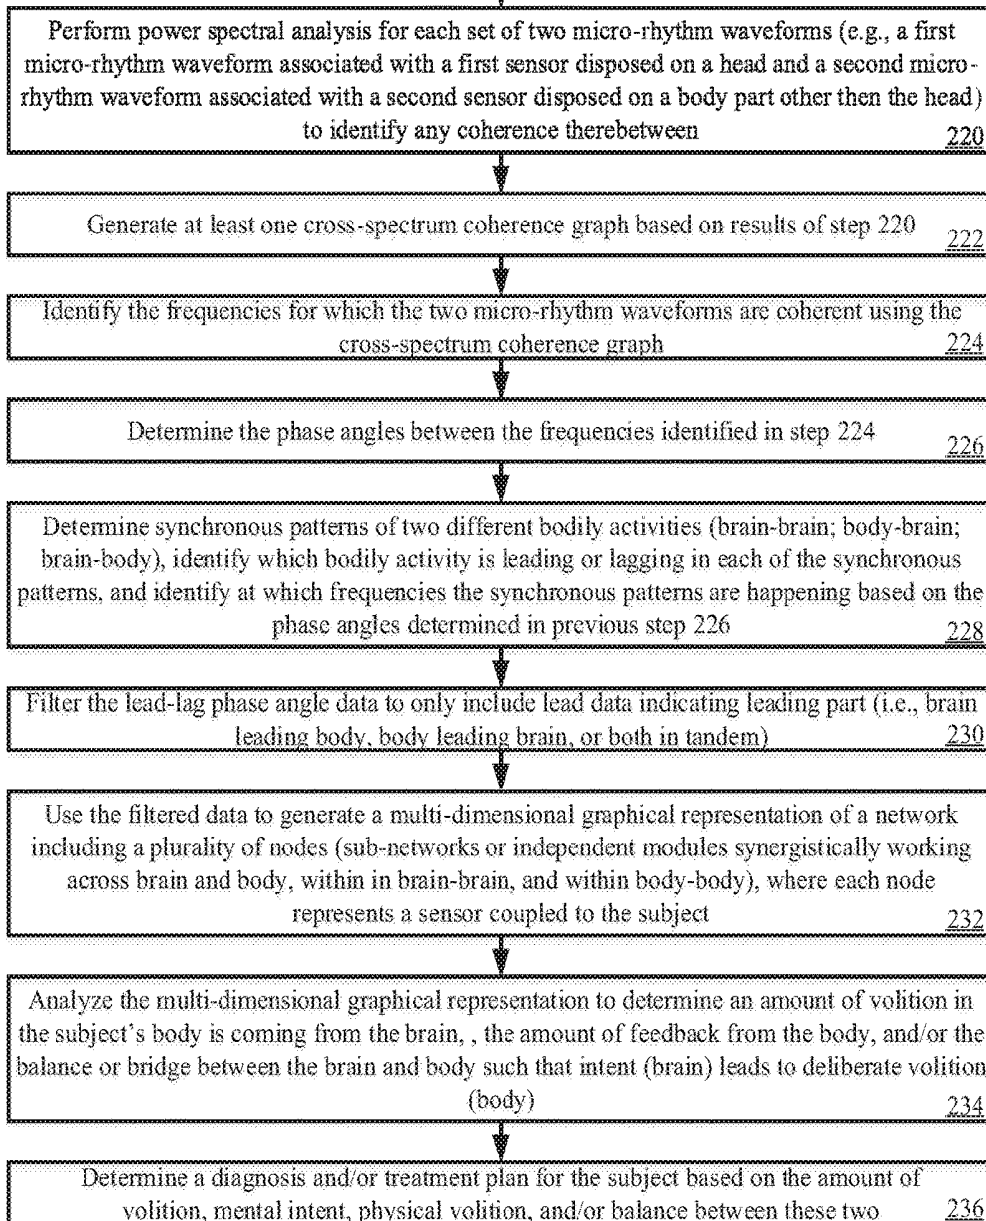 Perform power spectral analysis for each set of two micro-rhythm waveforms (e.g., a first
micro-rhythm waveform associated with a first sensor disposed on a head and a second micro-
rhythm waveform associated with a second sensor disposed on a body part other then the head)
to identify any coherence therebetween
220
Generate at least one cross-spectrum coherence graph based on results of step 220
222
Identify the frequencies for which the two micro-rhythm waveforms are coherent using the
cross-spectrum coherence graph
224
Determine the phase angles between the frequencies identified in step 224
226
Determine synchronous patterns of two different bodily activities (brain-brain; body-brain;
brain-body), identify which bodily activity is leading or lagging in each of the synchronous
patterns, and identify at which frequencies the synchronous patterns are happening based on the
phase angles determined in previous step 226
228
Filter the lead-lag phase angle data to only include lead data indicating leading part (i.e., brain
leading body, body leading brain, or both in tandem)
230
Use the filtered data to generate a multi-dimensional graphical representation of a network
including a plurality of nodes (sub-networks or independent modules synergistically working
across brain and body, within in brain-brain, and within body-body), where each node
represents a sensor coupled to the subject
232
Analyze the multi-dimensional graphical representation to determine an amount of volition in
the subject's body is coming from the brain, , the amount of feedback from the body, and/or the
balance or bridge between the brain and body such that intent (brain) leads to deliberate volition
(body)
234
Determine a diagnosis and/or treatment plan for the subject based on the amount of
volition, mental intent, physical volition, and/or balance between these two
236